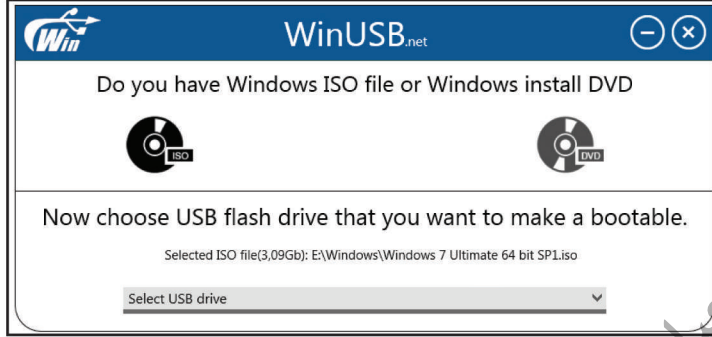 Win
WinUSB.net
Do you have Windows ISO file or Windows install DVD
ISO
DVD
Now choose USB flash drive that you want to make a bootable.
Selected ISO file(3,09Gb): E:\Windows\Windows 7 Ultimate 64 bit SP1.iso
Select USB drive